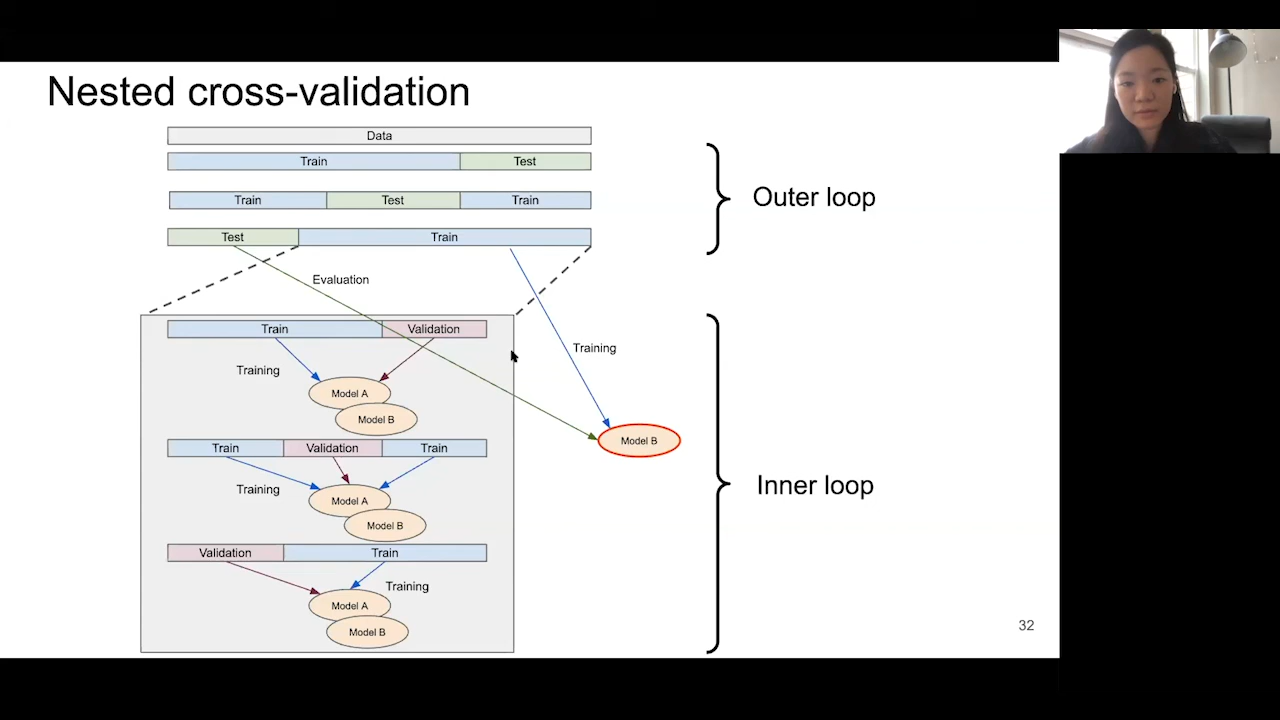 Nested cross-validation
Data
Train Test
Train Test Train
Outer loop
Test Train
Evaluation
Train Validation
Training
Training
Model A
Model B
Model B
Train Validation Train
Inner loop
Training
Model A
Model B
Validation Train
Training
Model A
Model B
32